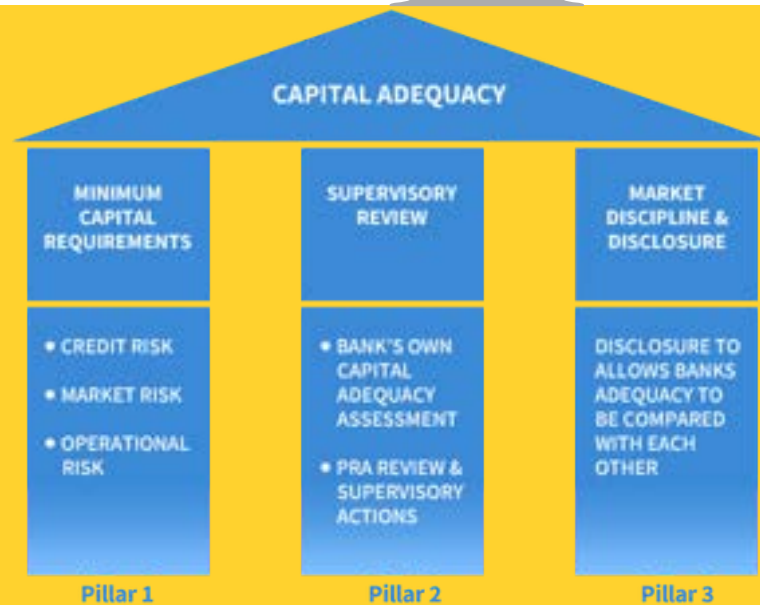 CAPITAL ADEQUACY
MINIMUM
CAPITAL
REQUIREMENTS
• CREDIT RISK
• MARKET RISK
• OPERATIONAL
RISK
Pillar 1
SUPERVISORY
REVIEW
• BANK'S OWN
CAPITAL
ADEQUACY
ASSESSMENT
• PRA REVIEW &
SUPERVISORY
ACTIONS
Pillar 2
MARKET
DISCIPLINE &
DISCLOSURE
DISCLOSURE TO
ALLOWS BANKS
ADEQUACY TO
BE COMPARED
WITH EACH
OTHER
Pillar 3